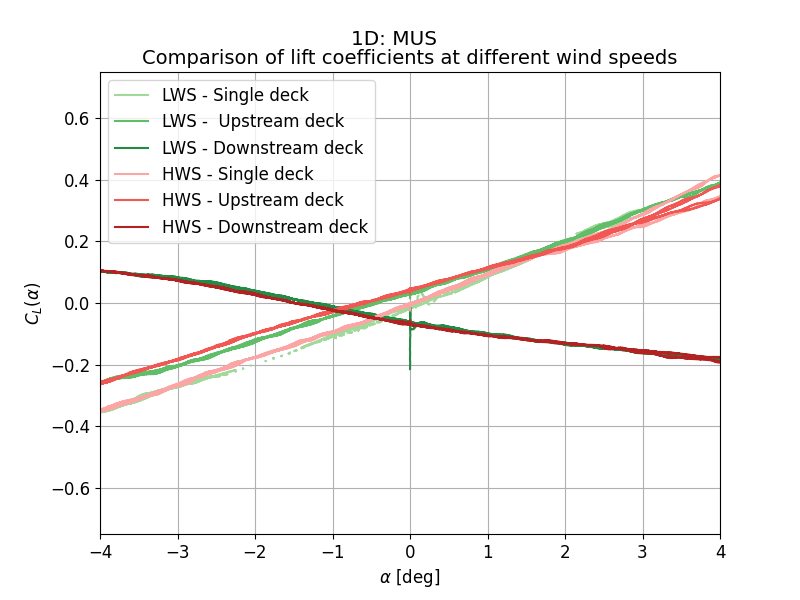 1D: MUS
Comparison of lift coefficients at different wind speeds
LWS - Single deck
LWS -  Upstream deck
LWS - Downstream deck
HWS - Single deck
HWS - Upstream deck
HWS - Downstream deck
0.6
0.4
0.2
0.0
−0.2
−0.4
−0.6
C_L(α)
−4
−3
−2
−1
0
1
2
3
4
α [deg]